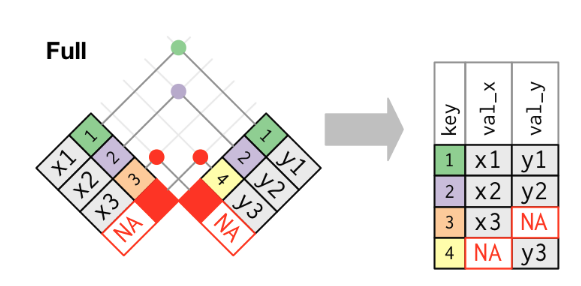 Full
1 x1
2 x2
3 x3
NA
1 y1
2 y2
4 y3
NA
key val_x val_y
1 x1 y1
2 x2 y2
3 x3 NA
4 NA y3